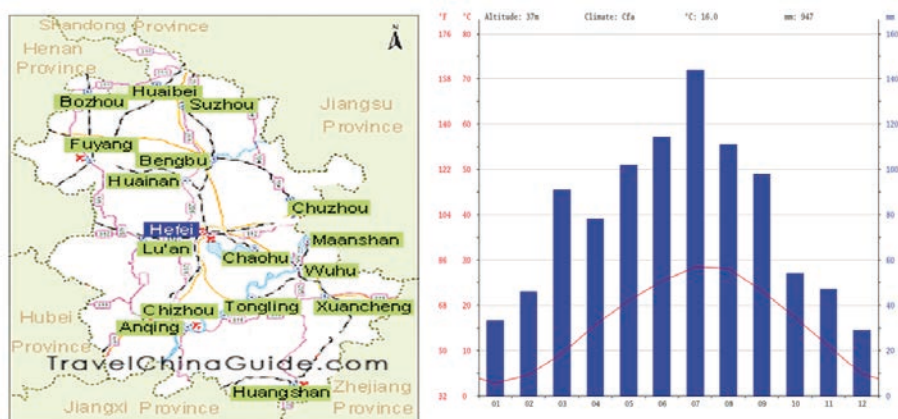 Shandong Province
Henan
Province
Bozhou
Huaibei
Suzhou
Jiangsu
Province
Fuyang
Bengbu
Huainan
Chuzhou
Hefei
Maanshan
Lu'an
Chaohu
Wuhu
Chizhou
Tongling
Xuancheng
Hubei
Province
Anqing
TravelChinaGuide.com
Huangshan
Zhejiang
Province
Jiangxi Province
N
°F °C Altitude: 37m Climate: Cfa °C: 16.0 mm: 947 mm
176 80 160
158 70 140
140 60 120
122 50 100
104 40 80
86 30 60
68 20 40
50 10 20
32 0 0
01 02 03 04 05 06 07 08 09 10 11 12